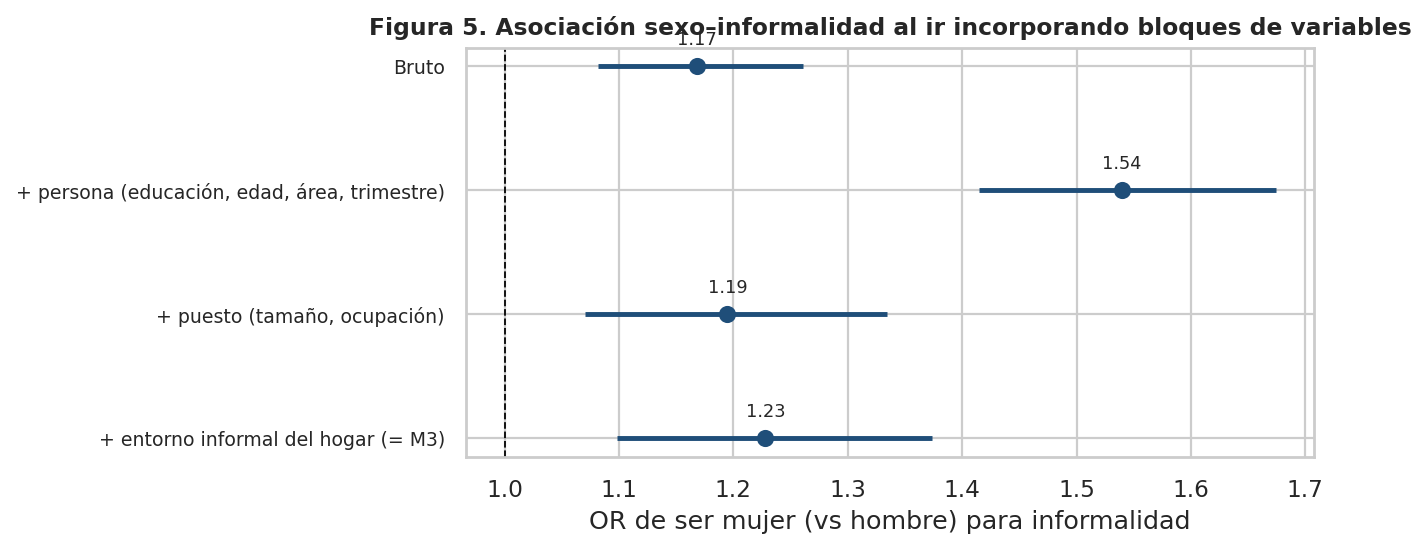 Figura 5. Asociación sexo-informalidad al ir incorporando bloques de variables
1.17
Bruto
1.54
+ persona (educación, edad, área, trimestre)
1.19
+ puesto (tamaño, ocupación)
1.23
+ entorno informal del hogar (= M3)
1.0 1.1 1.2 1.3 1.4 1.5 1.6 1.7
OR de ser mujer (vs hombre) para informalidad